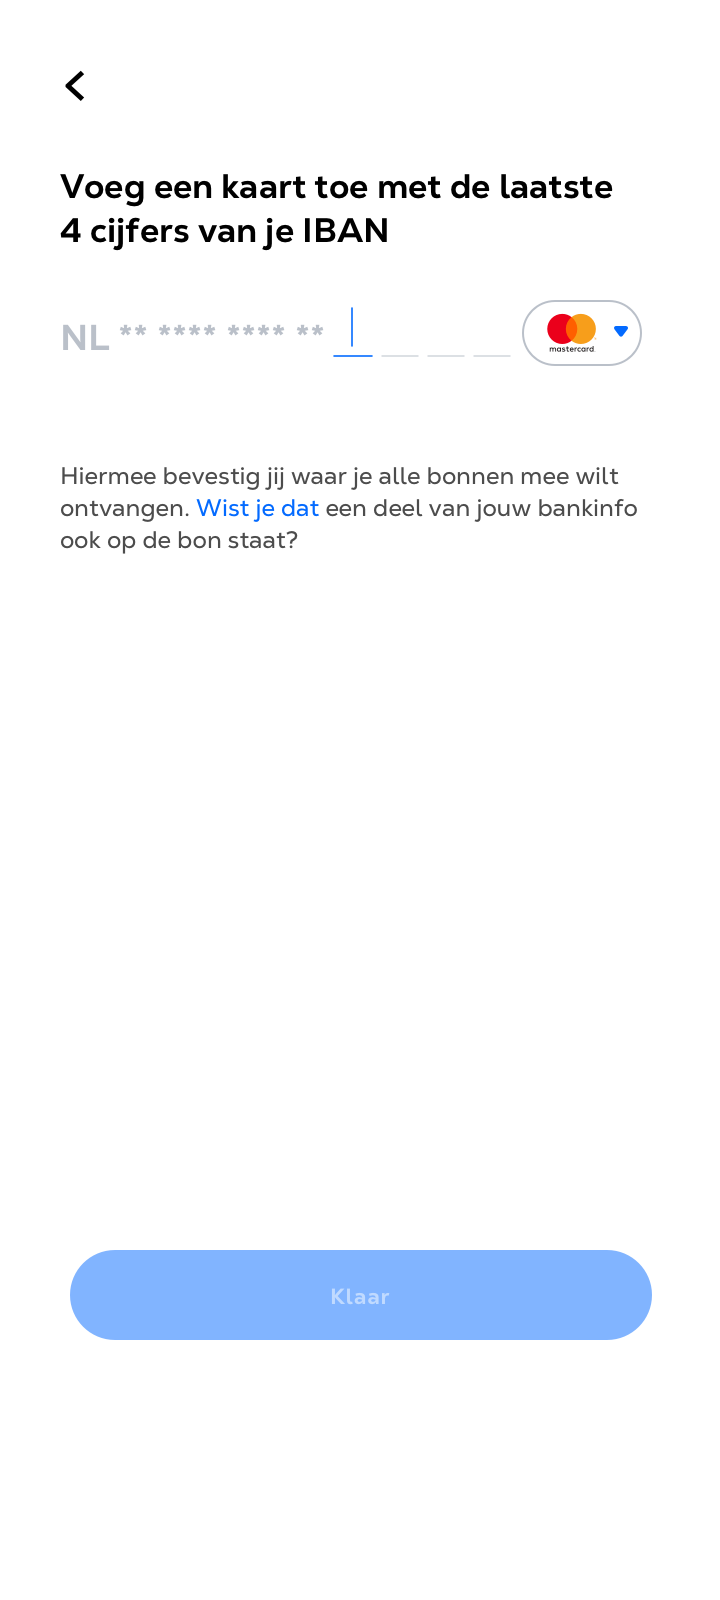 Voeg een kaart toe met de laatste
4 cijfers van je IBAN
NL ** **** **** **
mastercard
Hiermee bevestig jij waar je alle bonnen mee wilt
ontvangen. Wist je dat een deel van jouw bankinfo
ook op de bon staat?
Klaar